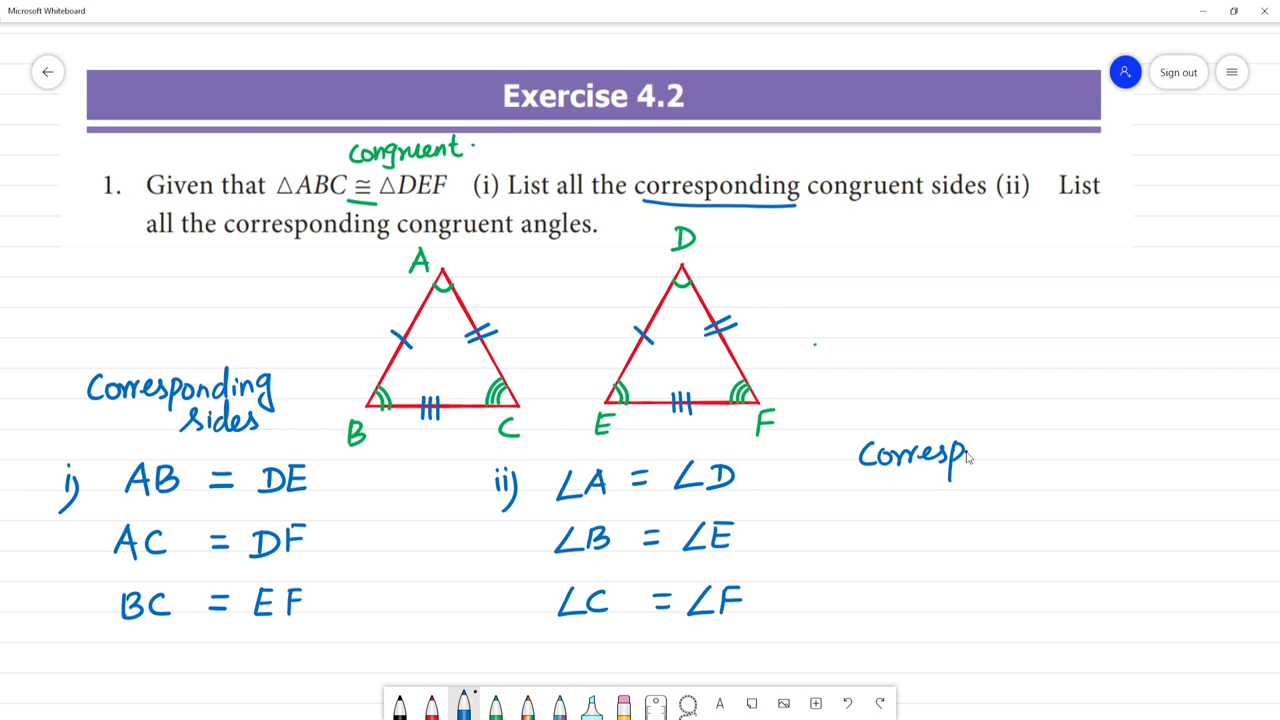 Microsoft Whiteboard
Sign out
Exercise 4.2
congruent.
1. Given that △ABC ≅ △DEF (i) List all the corresponding congruent sides (ii) List
all the corresponding congruent angles.
A D
B C E F
Corresponding
sides
Corresp
i) AB = DE
AC = DF
BC = EF
ii) ∠A = ∠D
∠B = ∠E
∠C = ∠F
A